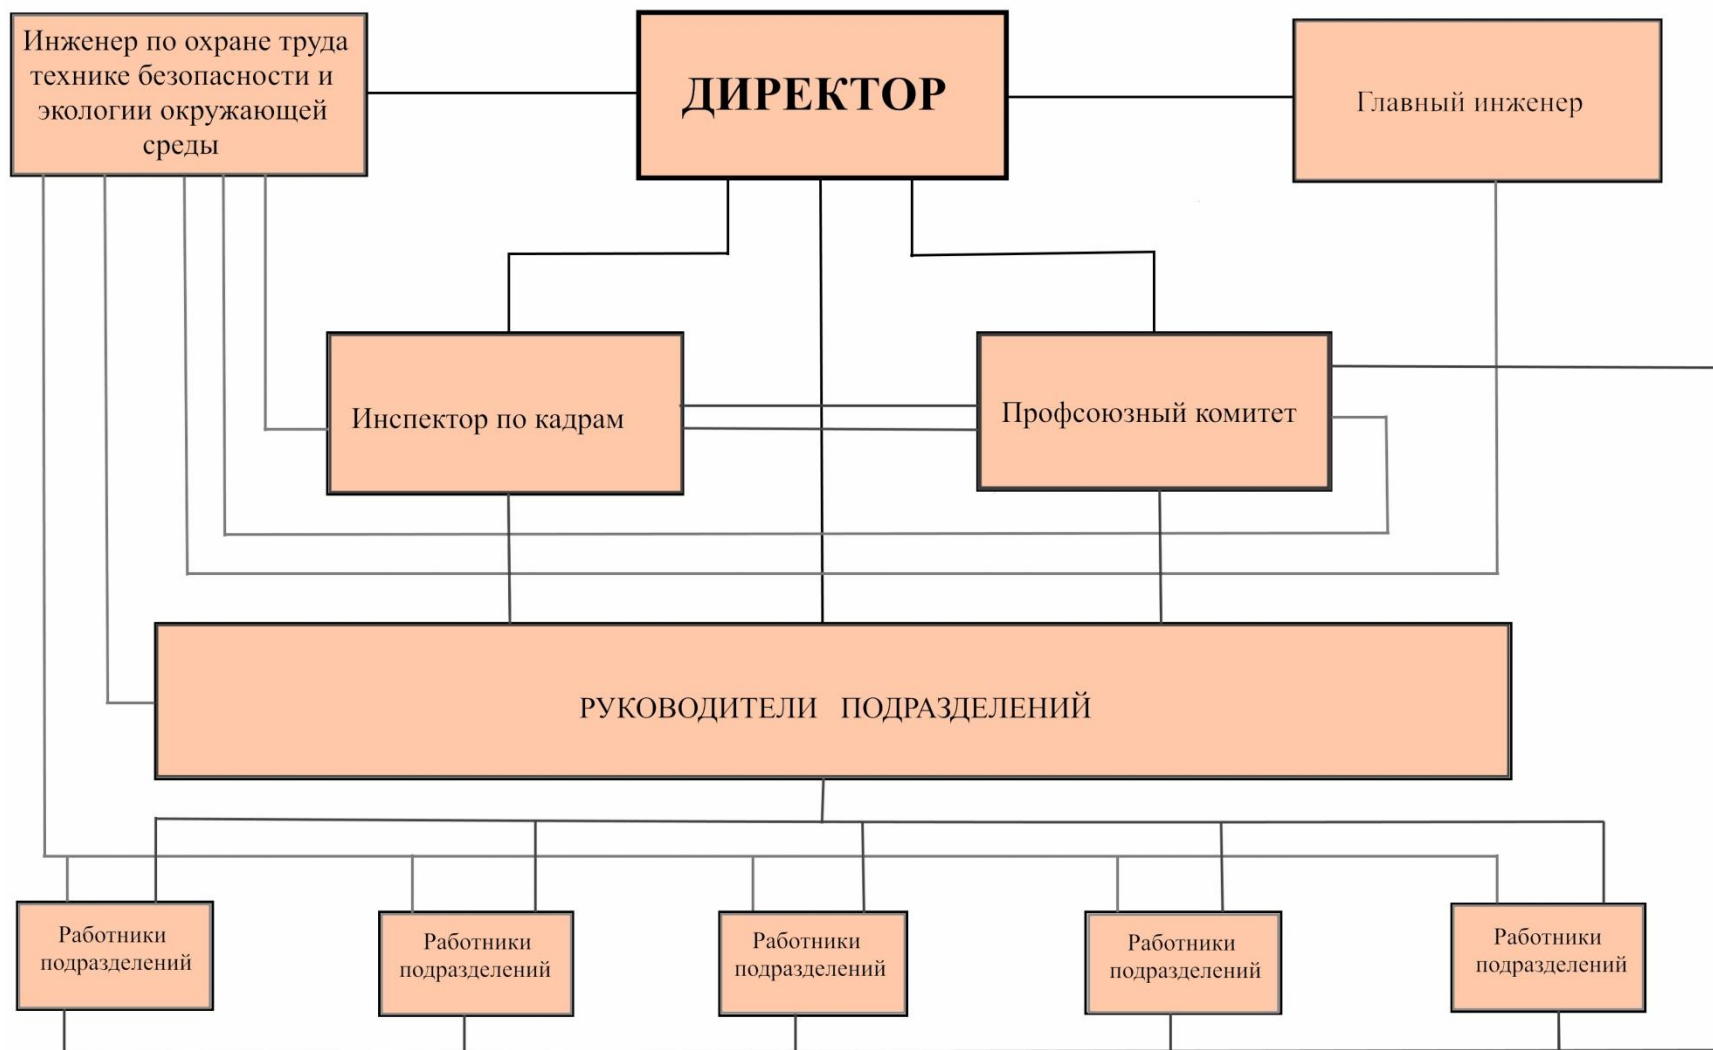 Инженер по охране труда
технике безопасности и
экологии окружающей
среды
ДИРЕКТОР
Главный инженер
Инспектор по кадрам
Профсоюзный комитет
РУКОВОДИТЕЛИ ПОДРАЗДЕЛЕНИЙ
Работники
подразделений
Работники
подразделений
Работники
подразделений
Работники
подразделений
Работники
подразделений